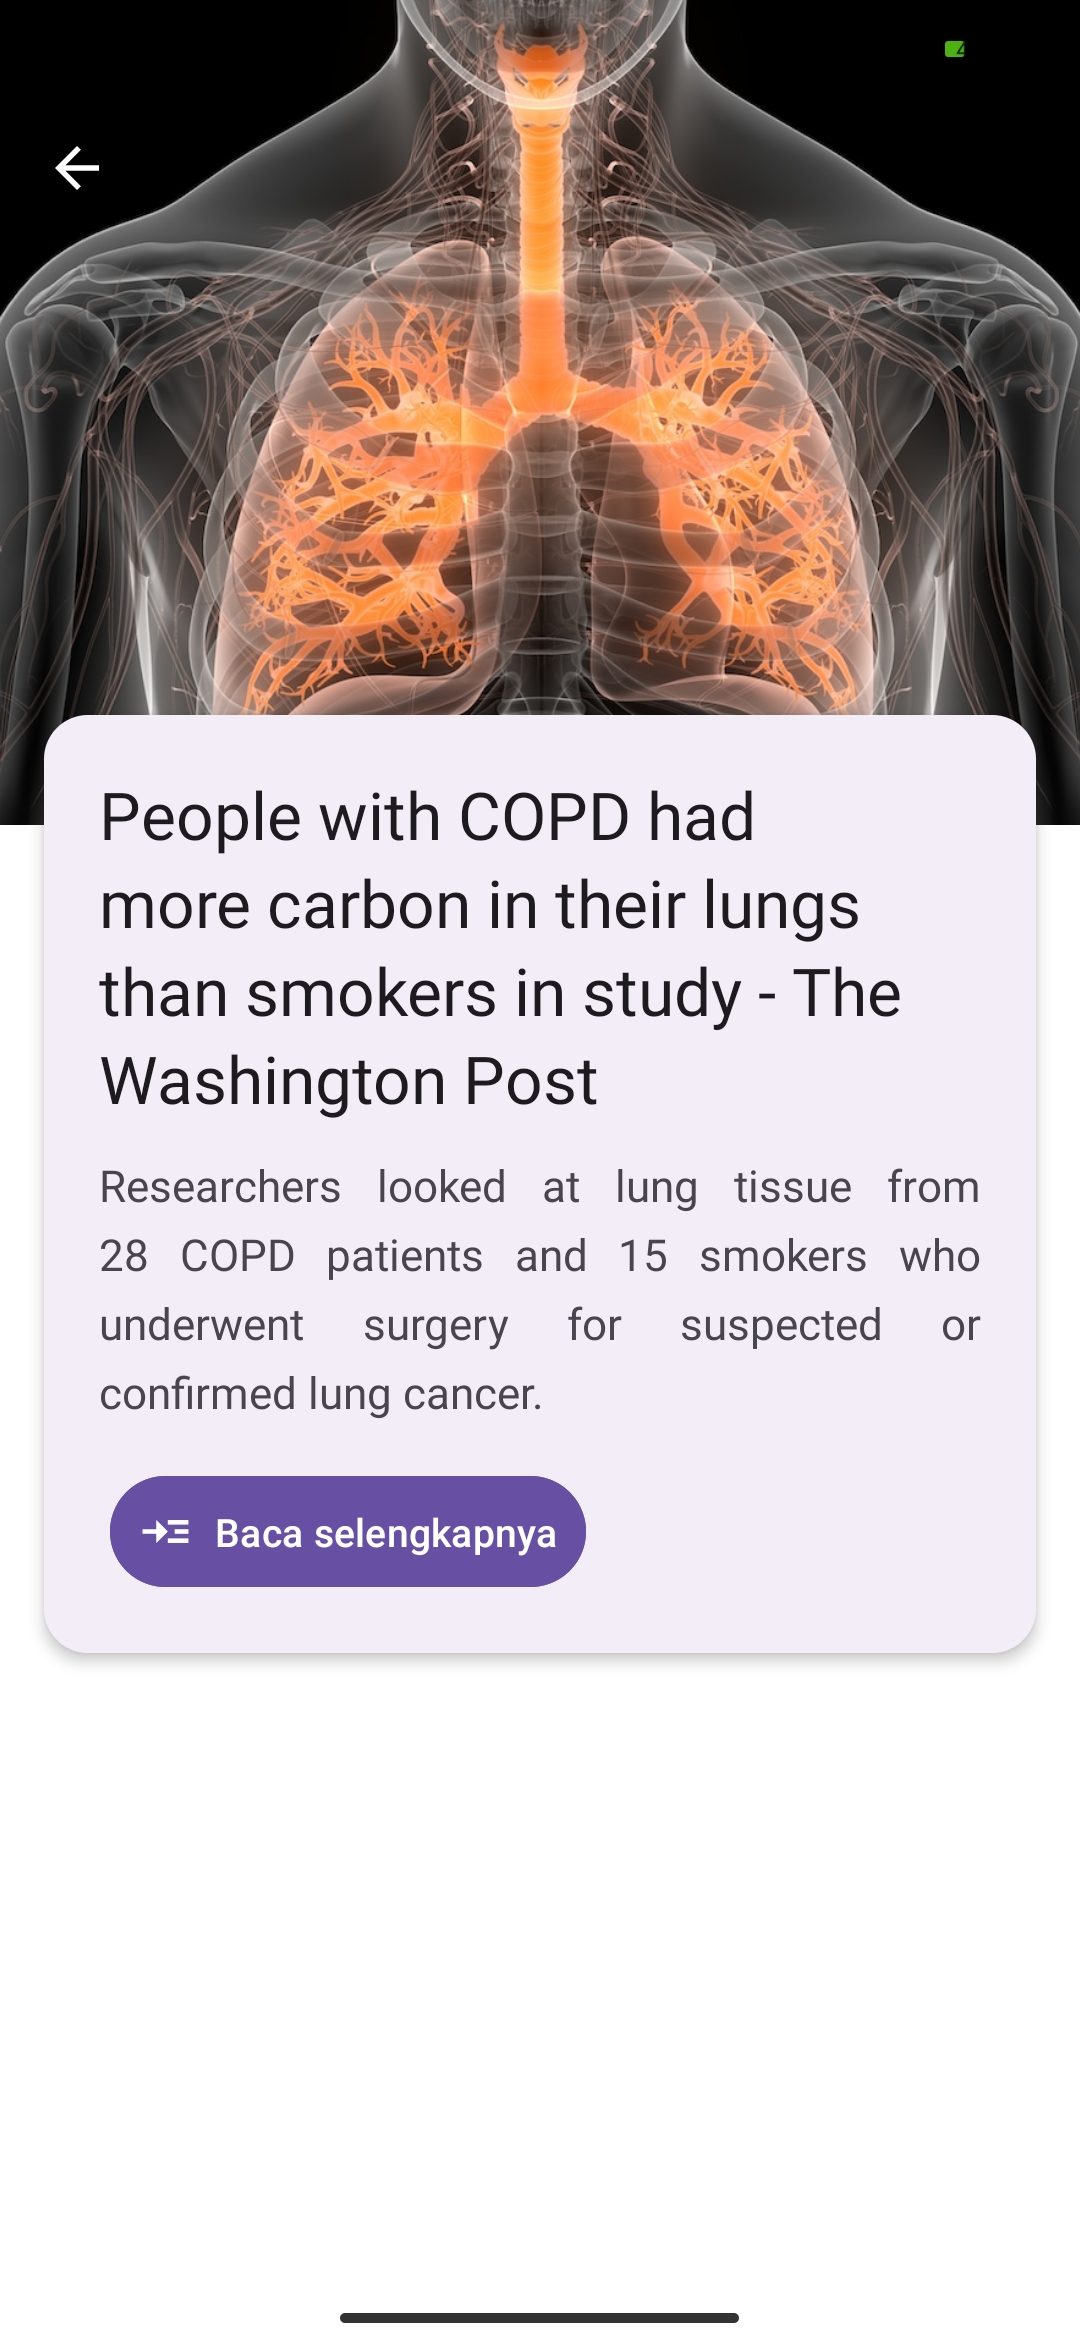 People with COPD had
more carbon in their lungs
than smokers in study - The
Washington Post
Researchers looked at lung tissue from
28 COPD patients and 15 smokers who
underwent surgery for suspected or
confirmed lung cancer.
Baca selengkapnya